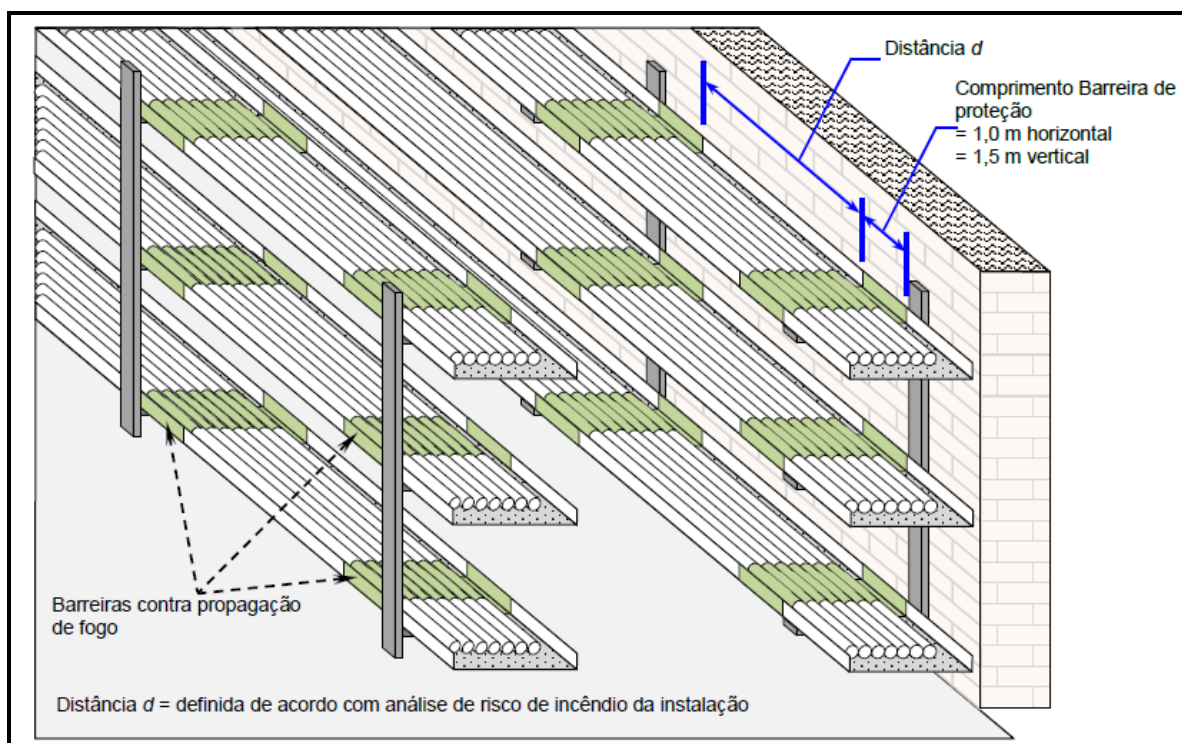 Distância d
Comprimento Barreira de
proteção
= 1,0 m horizontal
= 1,5 m vertical
Barreiras contra propagação
de fogo
Distância d = definida de acordo com análise de risco de incêndio da instalação